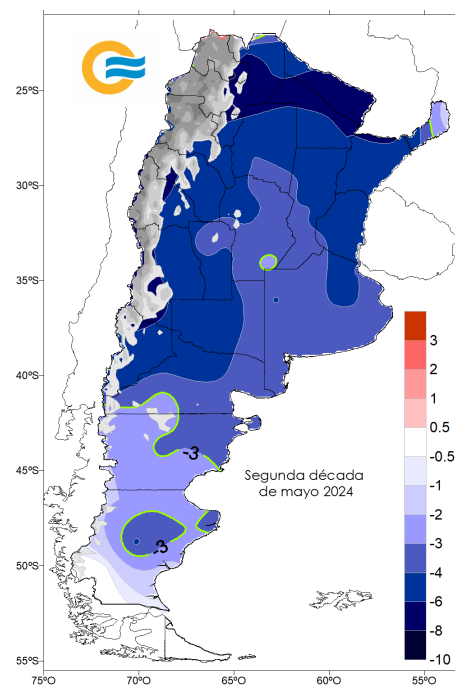 25ºS
30ºS
35ºS
40ºS
45ºS
50ºS
55ºS
75ºO
70ºO
65ºO
60ºO
55ºO
-3
-3
Segunda década
de mayo 2024
3
2
1
0.5
-0.5
-1
-2
-3
-4
-6
-8
-10